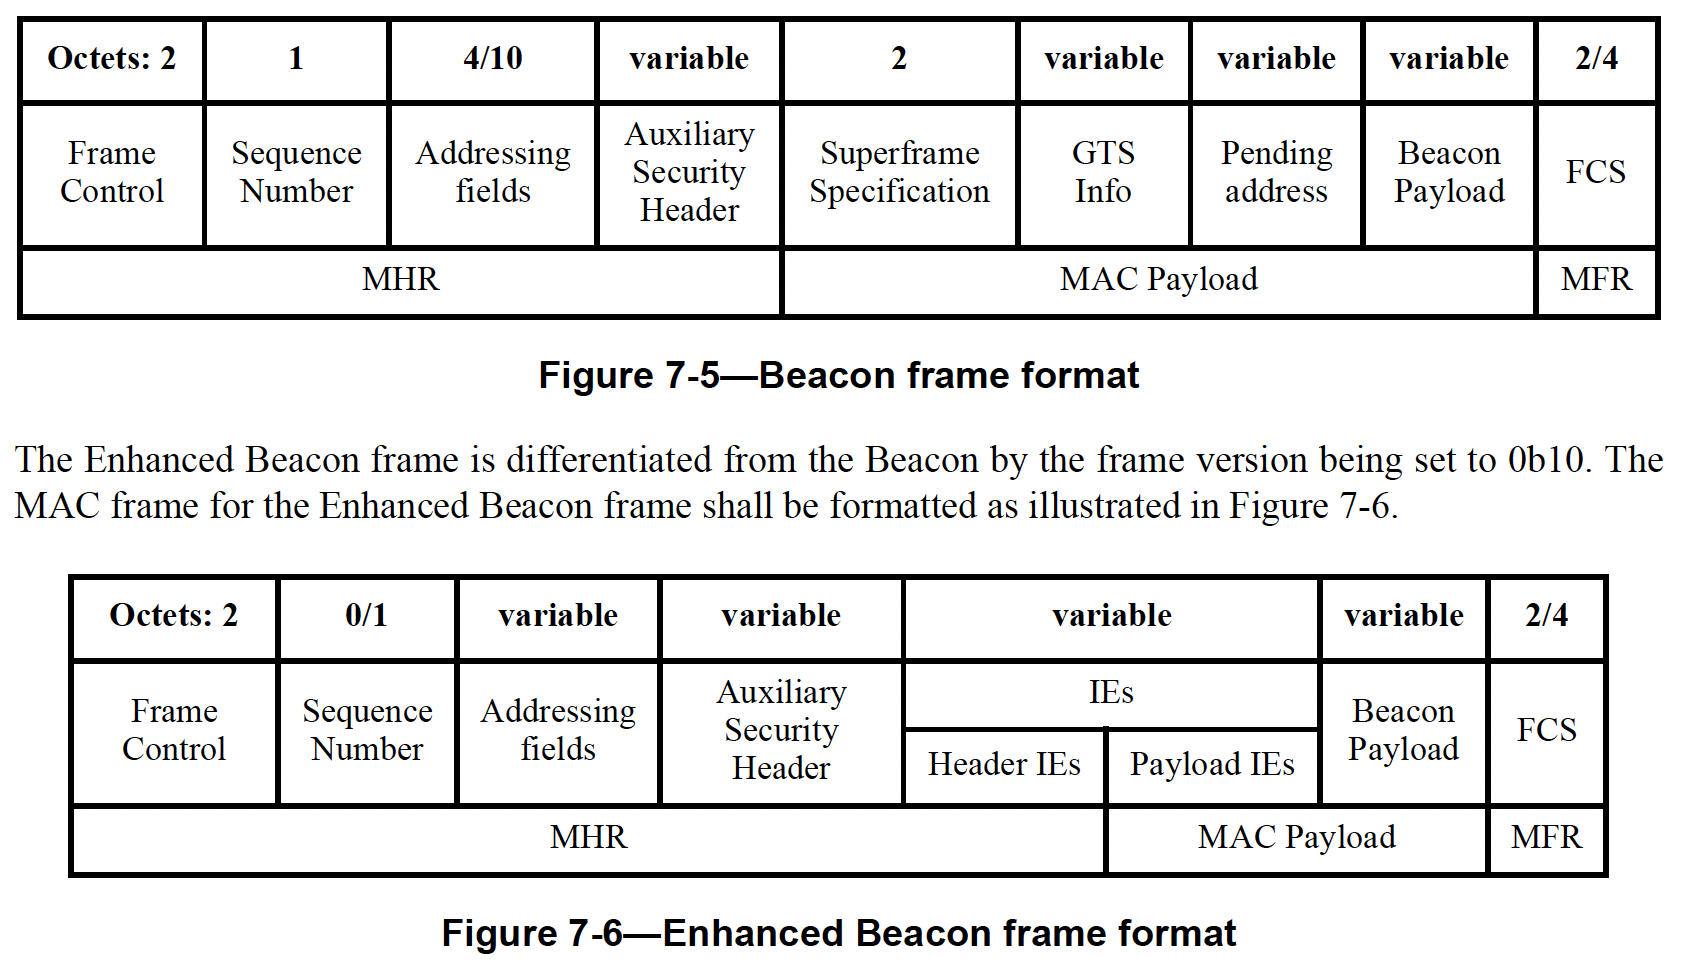 Octets: 2 1 4/10 variable 2 variable variable variable 2/4
Frame Control Sequence Number Addressing fields Auxiliary Security Header Superframe Specification GTS Info Pending address Beacon Payload FCS
MHR MAC Payload MFR
Figure 7-5—Beacon frame format
The Enhanced Beacon frame is differentiated from the Beacon by the frame version being set to 0b10. The
MAC frame for the Enhanced Beacon frame shall be formatted as illustrated in Figure 7-6.
Octets: 2 0/1 variable variable variable variable 2/4
Frame Control Sequence Number Addressing fields Auxiliary Security Header IEs Header IEs Payload IEs Beacon Payload FCS
MHR MAC Payload MFR
Figure 7-6—Enhanced Beacon frame format